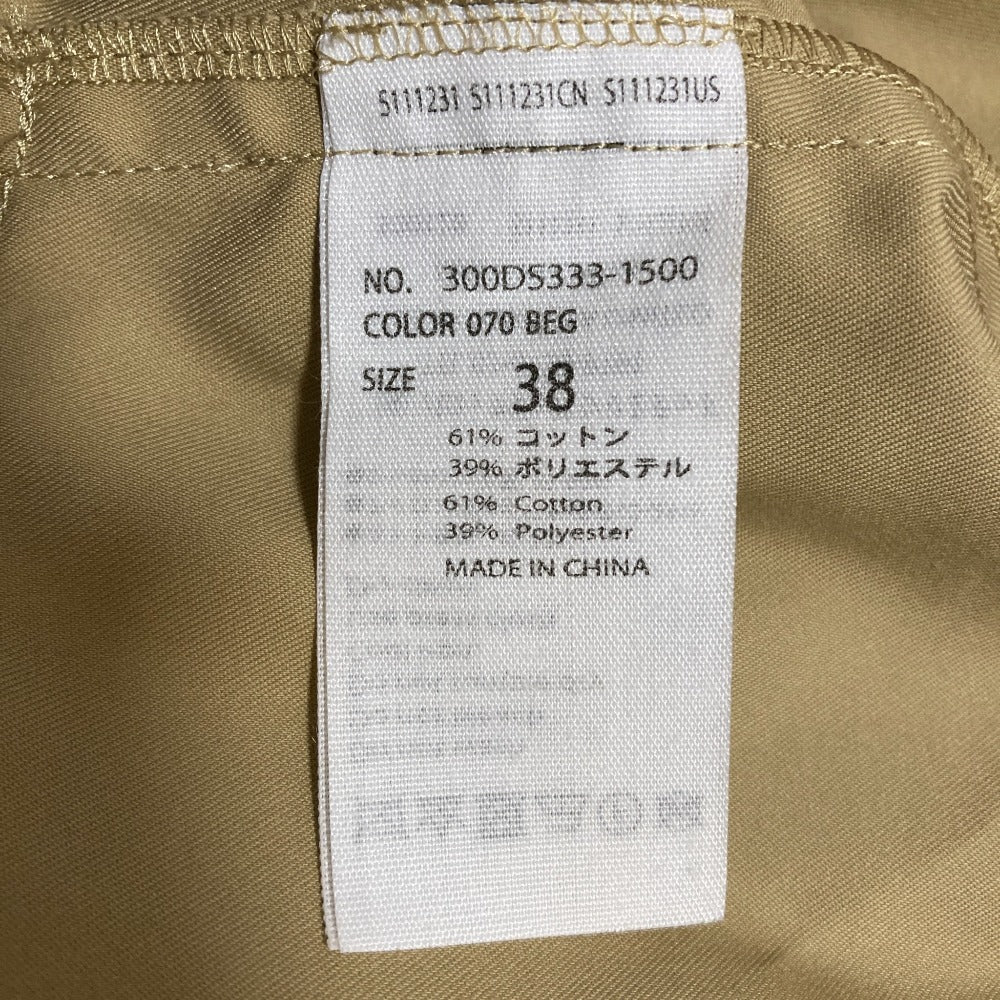 S111231 S111231CN S111231US
NO. 300DS333-1500
COLOR 070 BEG
SIZE 38
61% コットン
39% ポリエステル
61% Cotton
39% Polyester
MADE IN CHINA